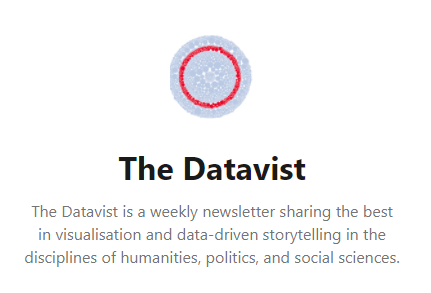 The Datavist
The Datavist is a weekly newsletter sharing the best
in visualisation and data-driven storytelling in the
disciplines of humanities, politics, and social sciences.